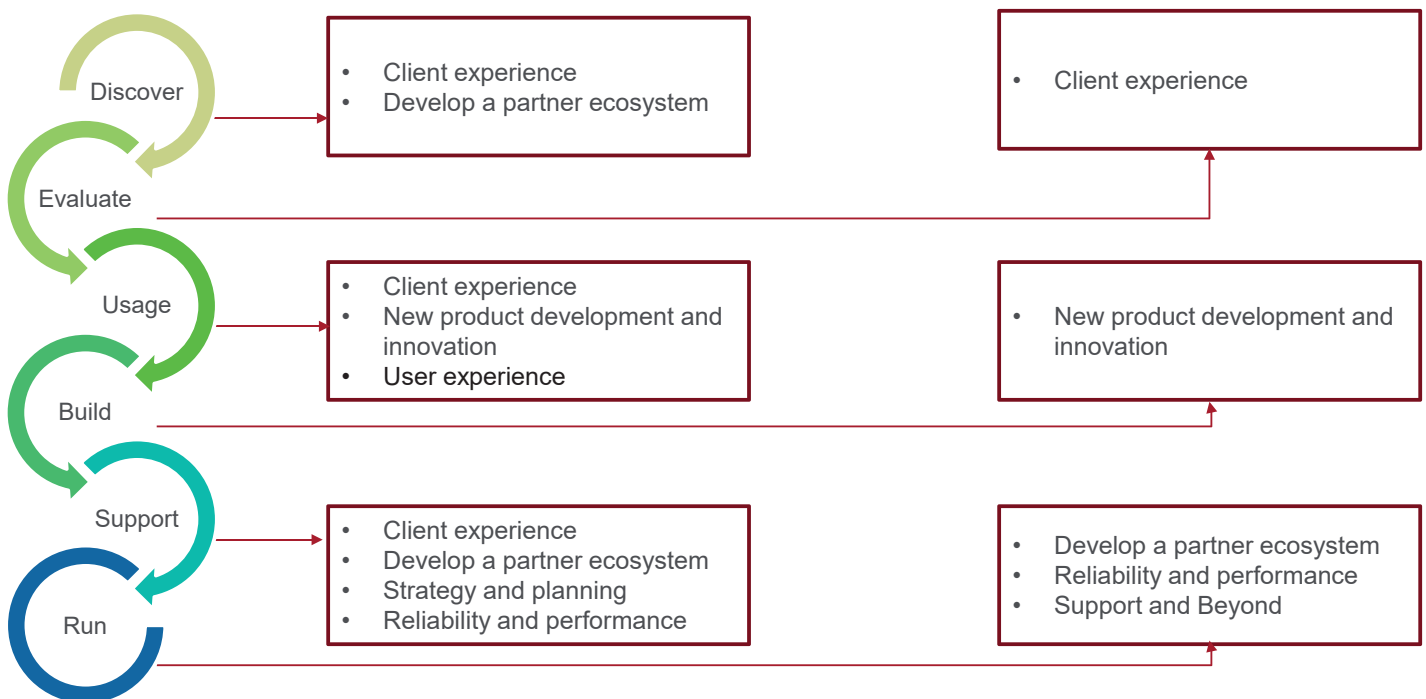 Discover
• Client experience
• Develop a partner ecosystem
• Client experience
Evaluate
Usage
• Client experience
• New product development and
innovation
• User experience
• New product development and
innovation
Build
Support
• Client experience
• Develop a partner ecosystem
• Strategy and planning
• Reliability and performance
• Develop a partner ecosystem
• Reliability and performance
• Support and Beyond
Run